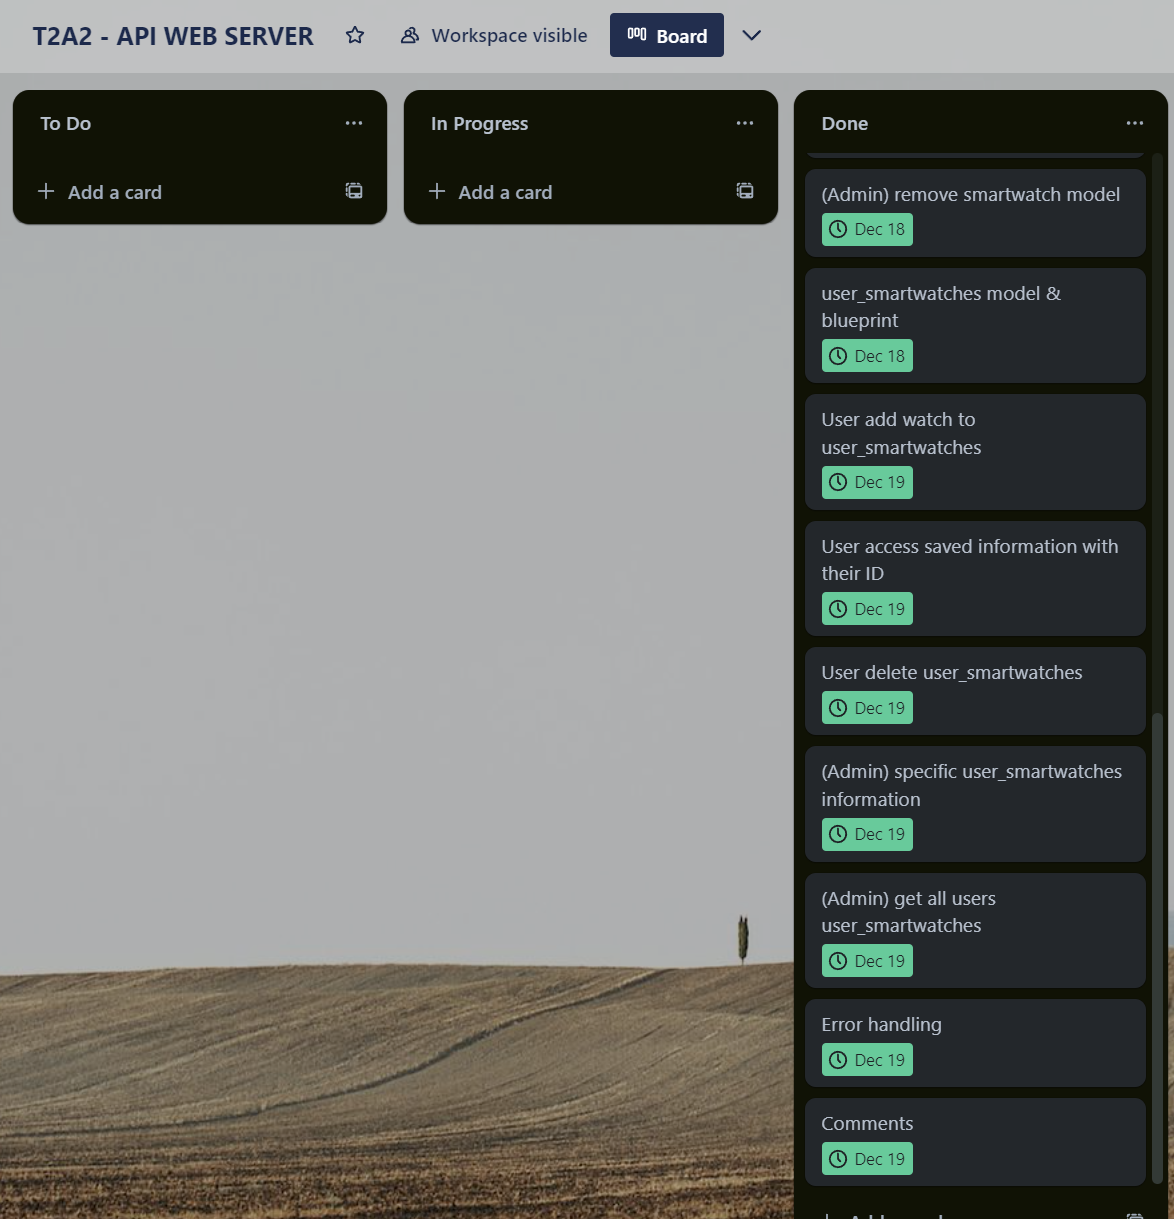 T2A2 - API WEB SERVER
Workspace visible
Board
To Do
Add a card
In Progress
Add a card
Done
(Admin) remove smartwatch model
Dec 18
user_smartwatches model &
blueprint
Dec 18
User add watch to
user_smartwatches
Dec 19
User access saved information with
their ID
Dec 19
User delete user_smartwatches
Dec 19
(Admin) specific user_smartwatches
information
Dec 19
(Admin) get all users
user_smartwatches
Dec 19
Error handling
Dec 19
Comments
Dec 19